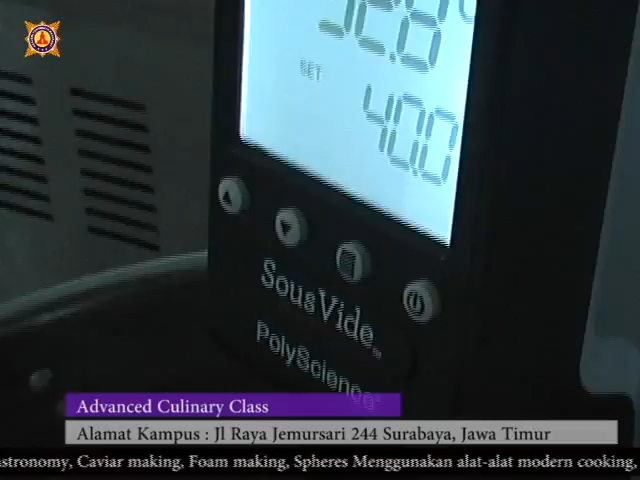 SET
40.0
SousVide™
PolyScience®
Advanced Culinary Class
Alamat Kampus : Jl Raya Jemursari 244 Surabaya, Jawa Timur
astronomy, Caviar making, Foam making, Spheres Menggunakan alat-alat modern cooking,